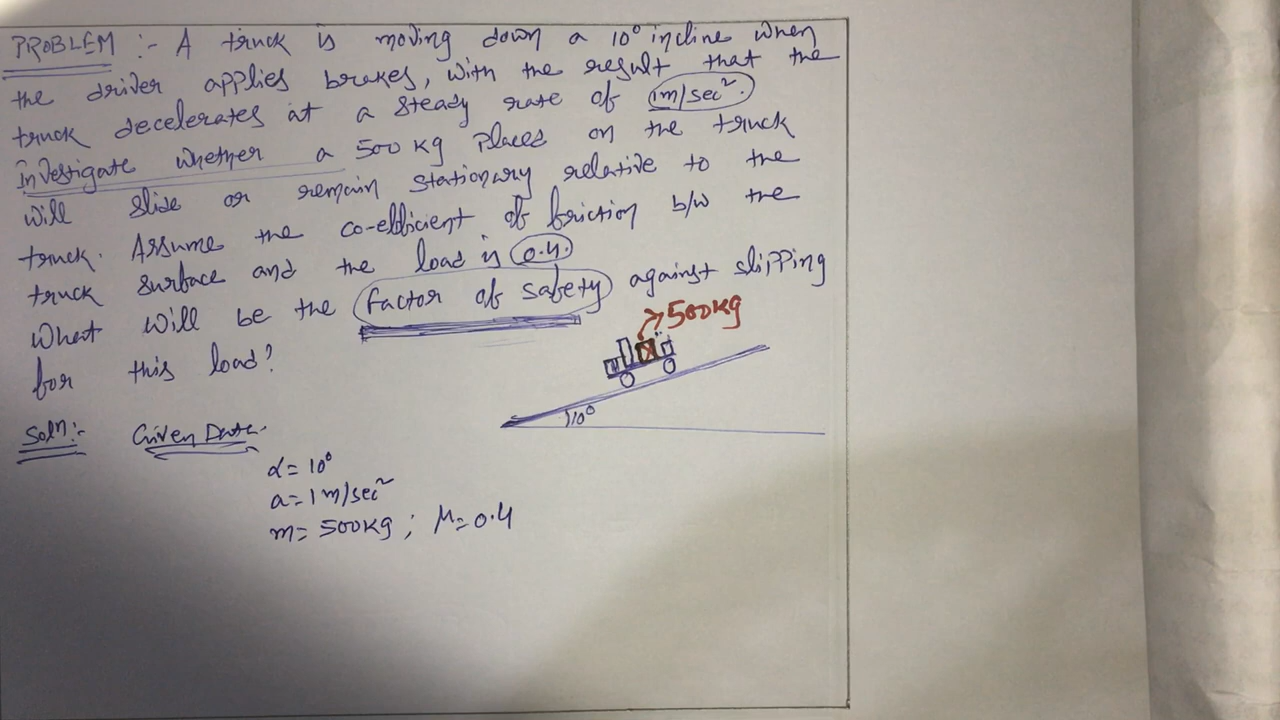 PROBLEM :- A truck is moving down a 10° incline when
the driver applies brakes, with the result that the
truck decelerates at a steady rate of 1m/sec².
Investigate whether a 500 kg places on the truck
will slide or remain stationary relative to the
truck. Assume the co-efficient of friction b/w the
truck surface and the load is 0.4.
What will be the factor of safety against slipping
for this load?
500kg
10°
Soln:- Given Data-
α = 10°
a = 1m/sec²
m = 500kg ; μ = 0.4